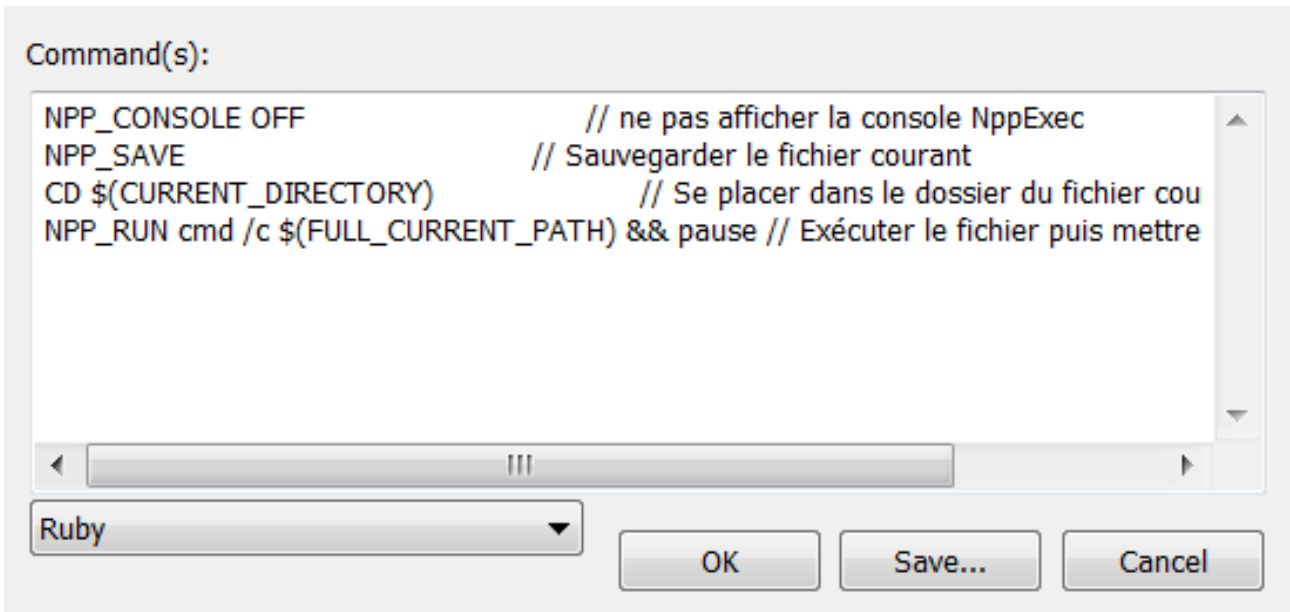 Command(s):
NPP_CONSOLE OFF // ne pas afficher la console NppExec
NPP_SAVE // Sauvegarder le fichier courant
CD $(CURRENT_DIRECTORY) // Se placer dans le dossier du fichier cou
NPP_RUN cmd /c $(FULL_CURRENT_PATH) && pause // Exécuter le fichier puis mettre
Ruby
OK Save... Cancel